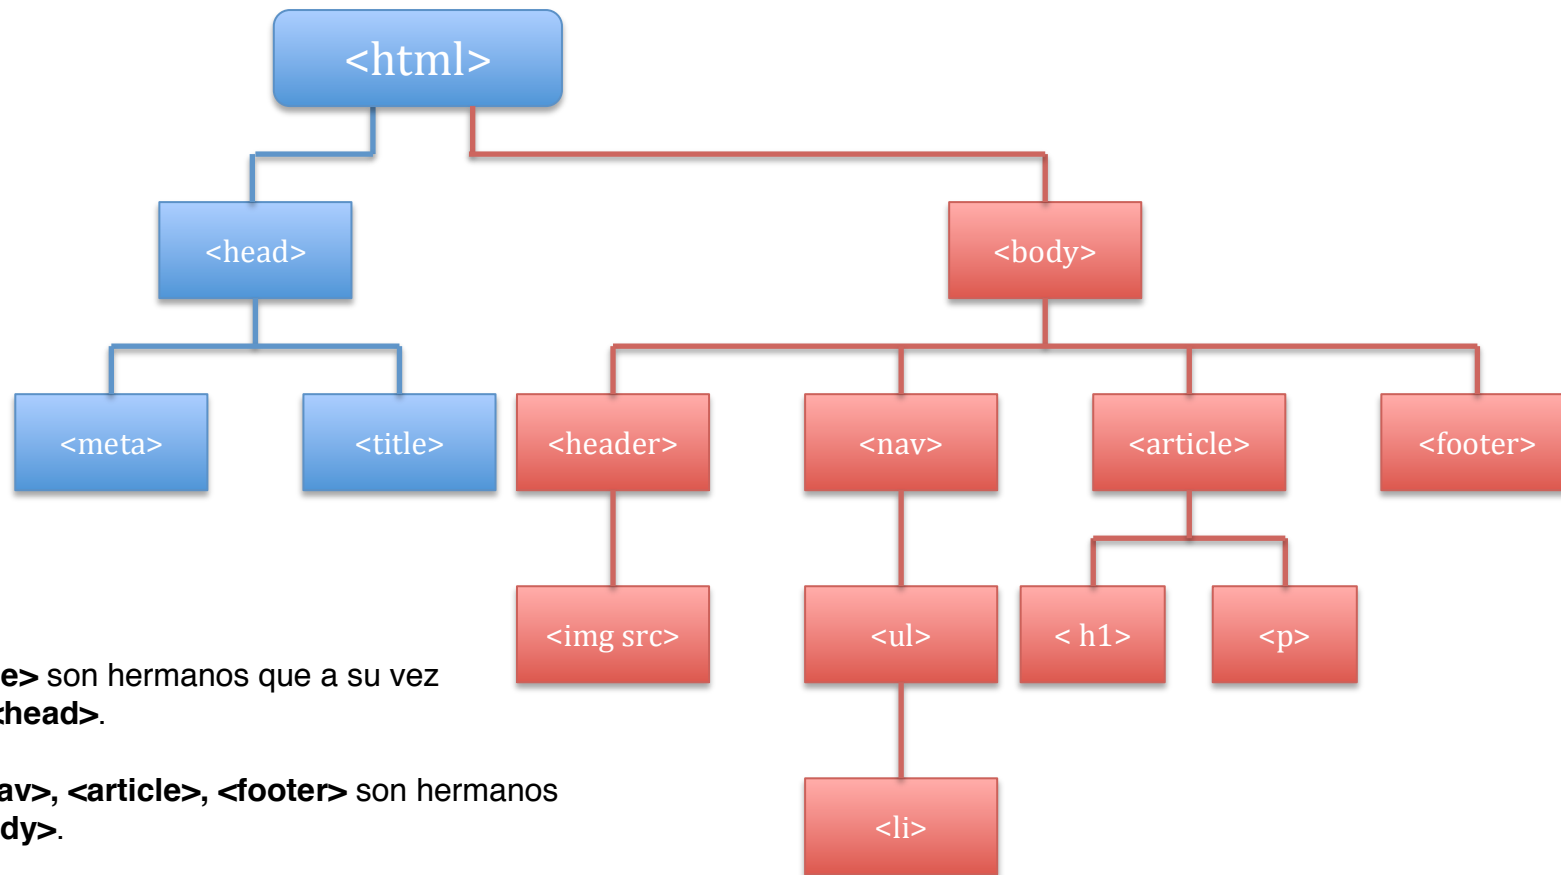 <html>
<head>
<body>
<meta>
<title>
<header>
<nav>
<article>
<footer>
<img src>
<ul>
< h1>
<p>
e> son hermanos que a su vez
<head>.
av>, <article>, <footer> son hermanos
dy>.
<li>